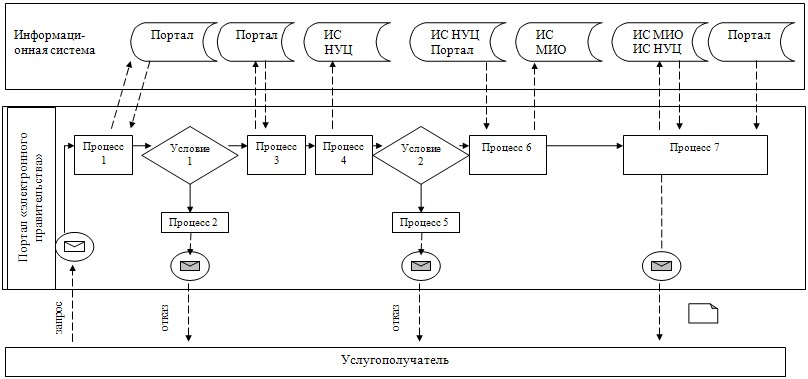 Информаци-
онная система
Портал
Портал
ИС
НУЦ
ИС НУЦ
Портал
ИС
МИО
ИС МИО
ИС НУЦ
Портал
Портал «электронного
правительства»
Процесс
1
Условие
1
Процесс
3
Процесс
4
Условие
2
Процесс 6
Процесс 7
Процесс 2
Процесс 5
запрос
отказ
отказ
Услугополучатель